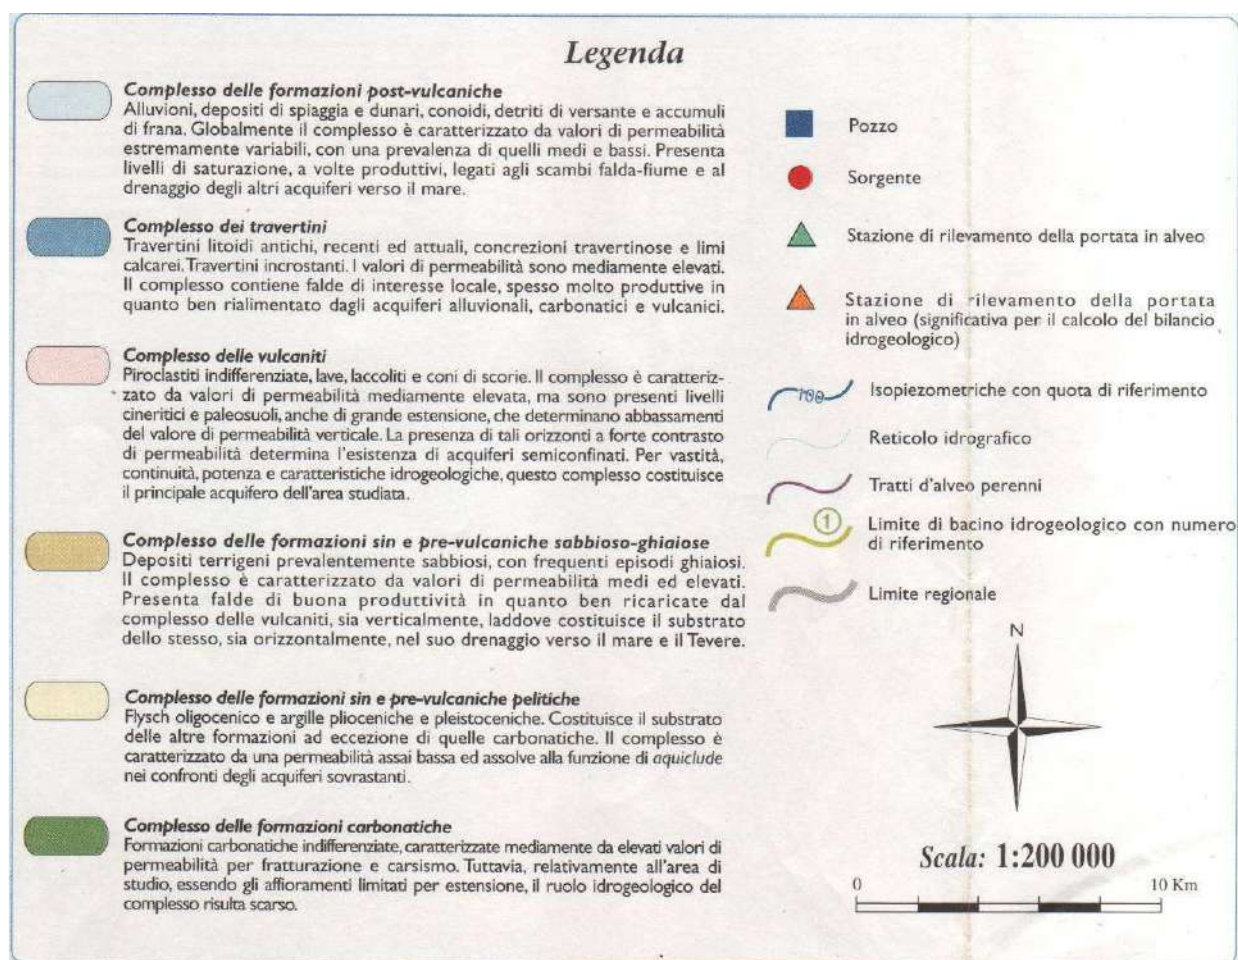 Legenda
Complesso delle formazioni post-vulcaniche
Alluvioni, depositi di spiaggia e dunari, conoidi, detriti di versante e accumuli
di frana. Globalmente il complesso è caratterizzato da valori di permeabilità
estremamente variabili, con una prevalenza di quelli medi e bassi. Presenta
livelli di saturazione, a volte produttivi, legati agli scambi falda-fiume e al
drenaggio degli altri acquiferi verso il mare.
Complesso dei travertini
Travertini litoidi antichi, recenti ed attuali, concrezioni travertinose e limi
calcarei. Travertini incrostanti. I valori di permeabilità sono mediamente elevati.
Il complesso contiene falde di interesse locale, spesso molto produttive in
quanto ben rialimentato dagli acquiferi alluvionali, carbonatici e vulcanici.
Complesso delle vulcaniti
Piroclastiti indifferenziate, lave, laccoliti e coni di scorie. Il complesso è caratteriz-
zato da valori di permeabilità mediamente elevata, ma sono presenti livelli
cineritici e paleosuoli, anche di grande estensione, che determinano abbassamenti
del valore di permeabilità verticale. La presenza di tali orizzonti a forte contrasto
di permeabilità determina l'esistenza di acquiferi semiconfinati. Per vastità,
continuità, potenza e caratteristiche idrogeologiche, questo complesso costituisce
il principale acquifero dell'area studiata.
Complesso delle formazioni sin e pre-vulcaniche sabbioso-ghiaiose
Depositi terrigeni prevalentemente sabbiosi, con frequenti episodi ghiaiosi.
Il complesso è caratterizzato da valori di permeabilità medi ed elevati.
Presenta falde di buona produttività in quanto ben ricaricate dal
complesso delle vulcaniti, sia verticalmente, laddove costituisce il substrato
dello stesso, sia orizzontalmente, nel suo drenaggio verso il mare e il Tevere.
Complesso delle formazioni sin e pre-vulcaniche pelitiche
Flysch oligocenico e argille plioceniche e pleistoceniche. Costituisce il substrato
delle altre formazioni ad eccezione di quelle carbonatiche. Il complesso è
caratterizzato da una permeabilità assai bassa ed assolve alla funzione di aquiclude
nei confronti degli acquiferi sovrastanti.
Complesso delle formazioni carbonatiche
Formazioni carbonatiche indifferenziate, caratterizzate mediamente da elevati valori di
permeabilità per fratturazione e carsismo. Tuttavia, relativamente all'area di
studio, essendo gli affioramenti limitati per estensione, il ruolo idrogeologico del
complesso risulta scarso.
Pozzo
Sorgente
Stazione di rilevamento della portata in alveo
Stazione di rilevamento della portata
in alveo (significativa per il calcolo del bilancio
idrogeologico)
100
Isopiezometriche con quota di riferimento
Reticolo idrografico
Tratti d'alveo perenni
1
Limite di bacino idrogeologico con numero
di riferimento
Limite regionale
N
Scala: 1:200 000
0 10 Km